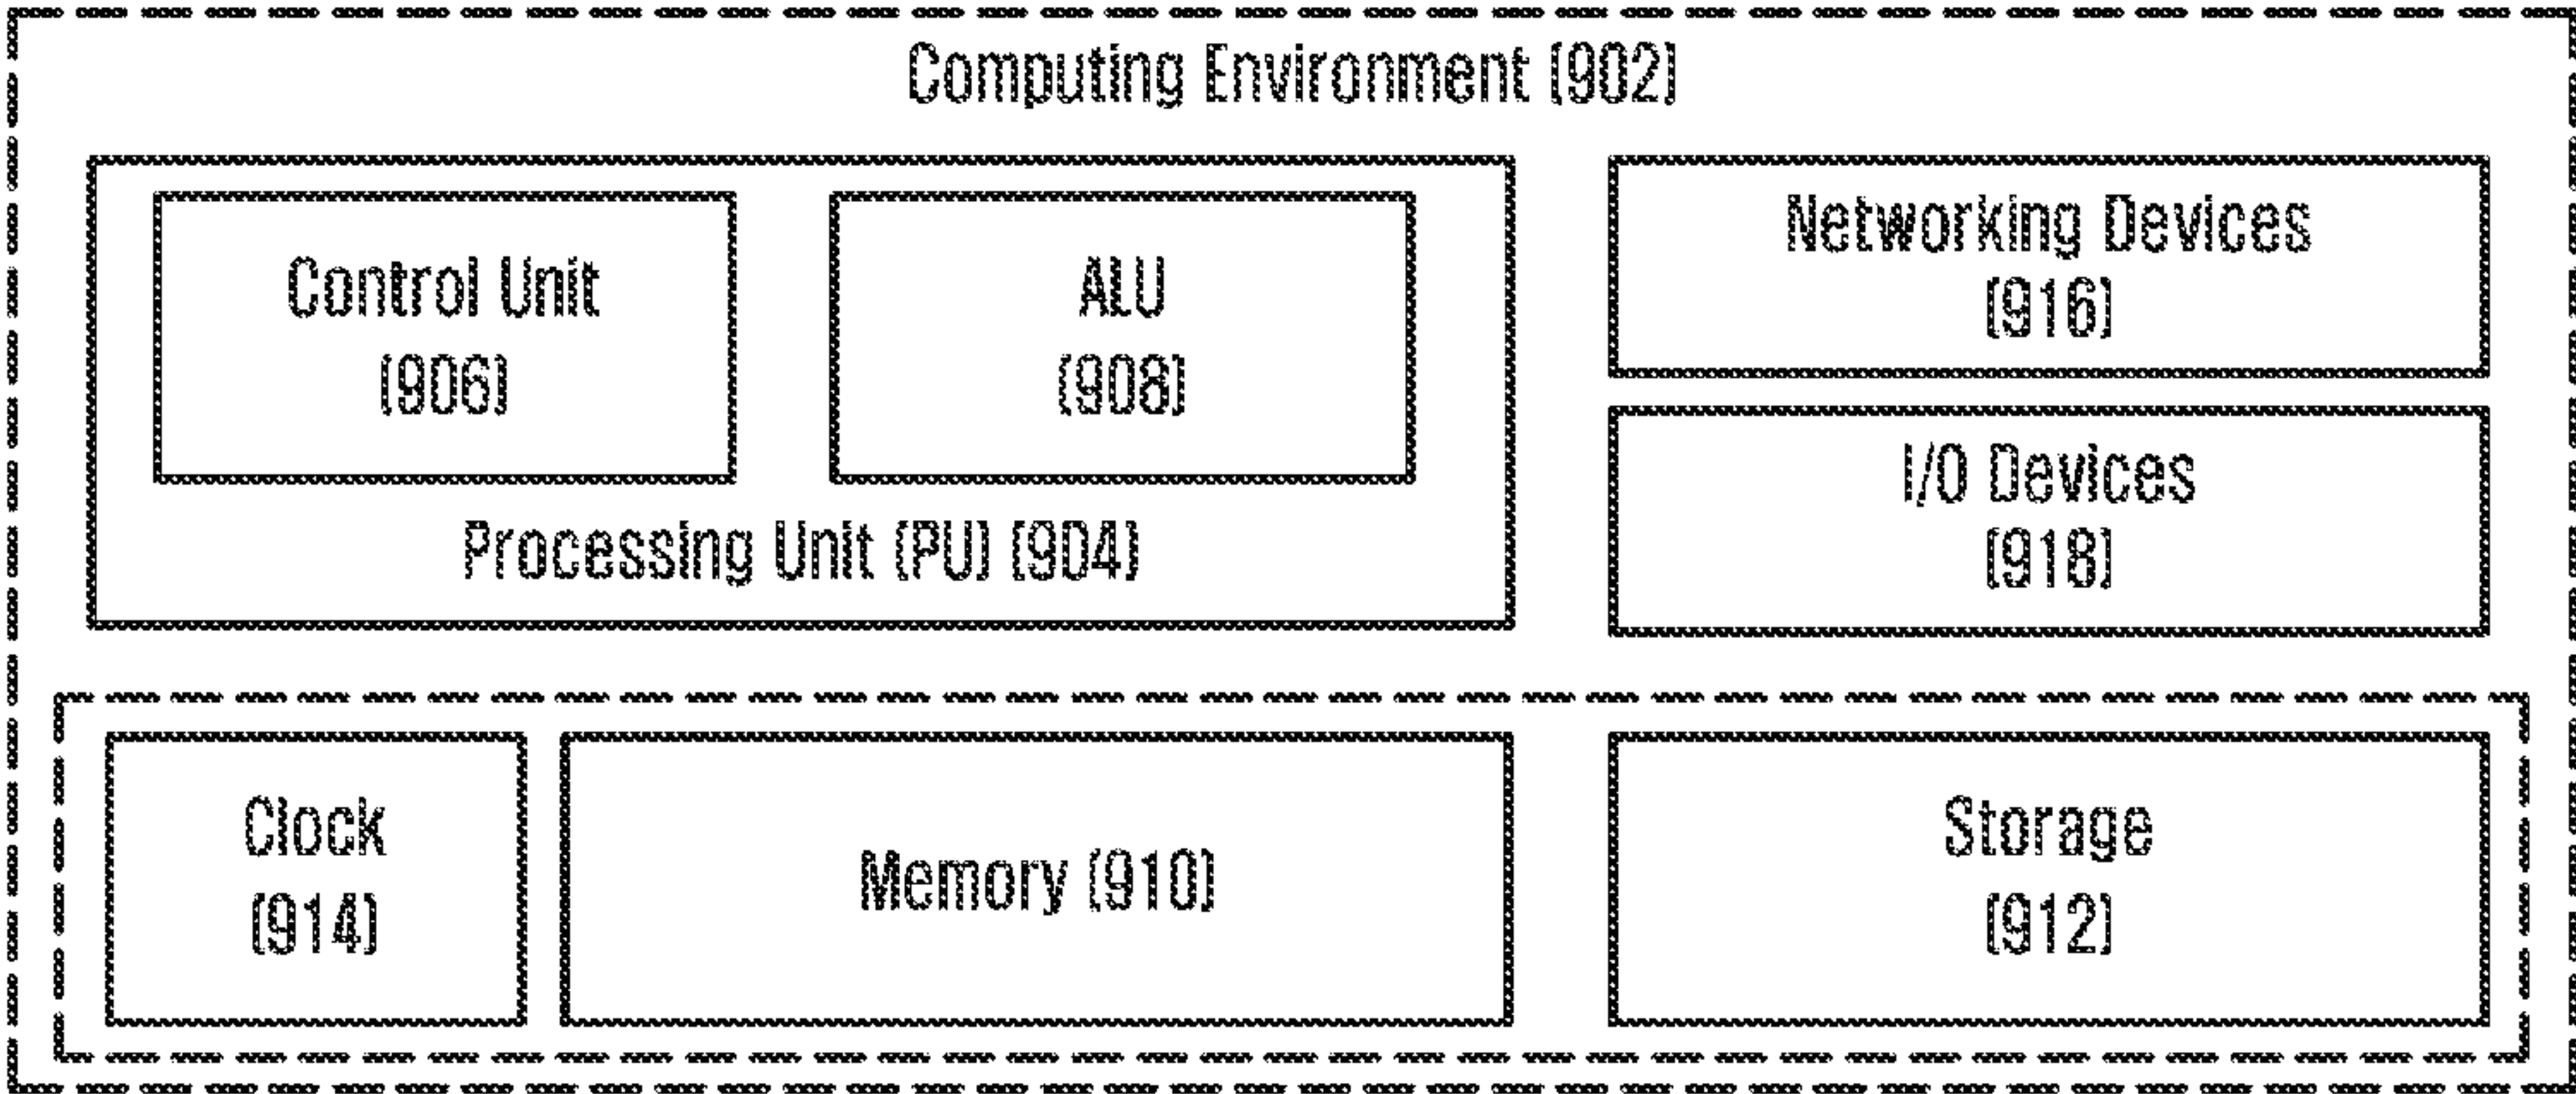 Computing Environment (902)
Control Unit
(906)
ALU
(908)
Processing Unit (PU) (904)
Networking Devices
(916)
I/O Devices
(918)
Clock
(914)
Memory (910)
Storage
(912)